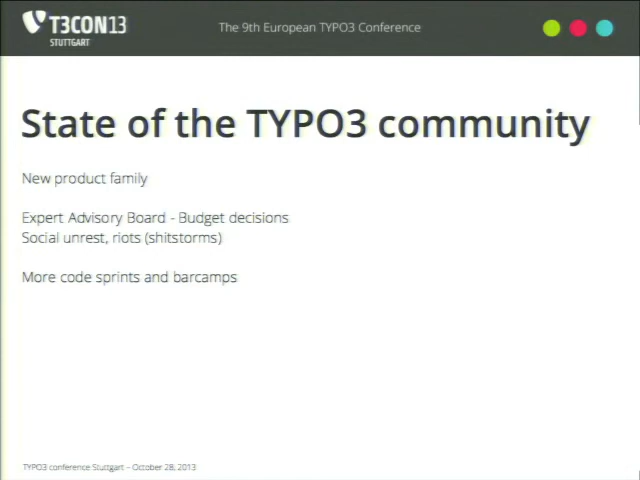 T3CON13
STUTTGART
The 9th European TYPO3 Conference
State of the TYPO3 community
New product family
Expert Advisory Board - Budget decisions
Social unrest, riots (shitstorms)
More code sprints and barcamps
TYPO3 conference Stuttgart – October 28, 2013